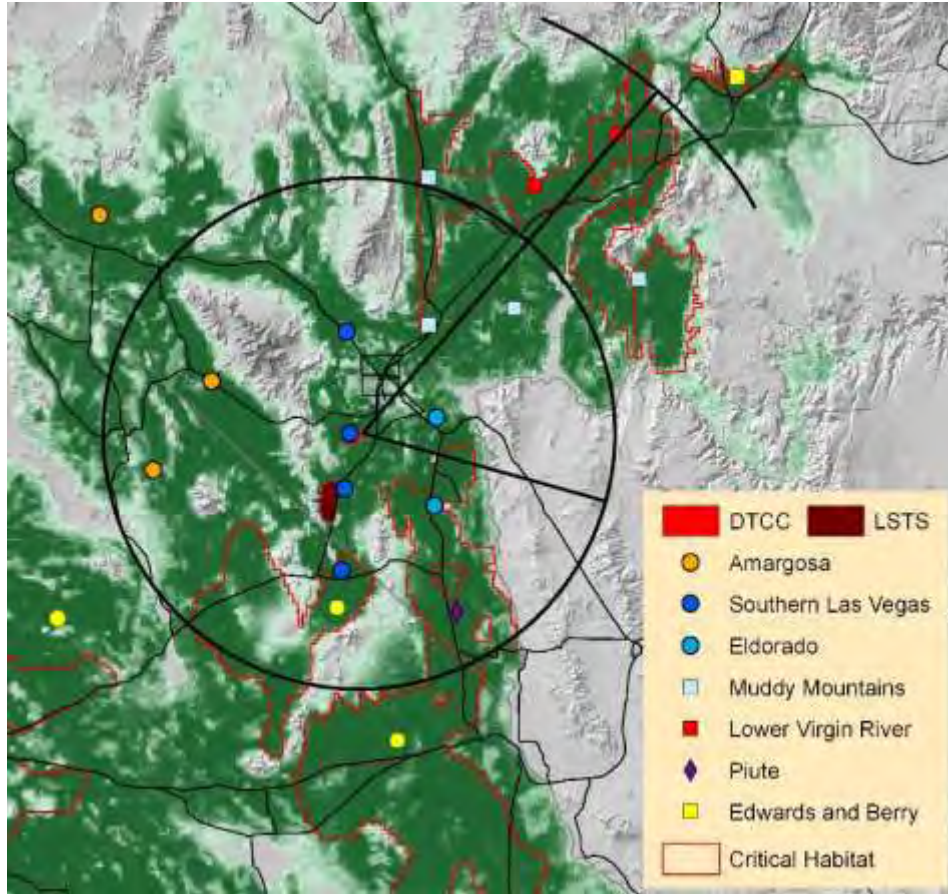 DTCC LSTS
Amargosa
Southern Las Vegas
Eldorado
Muddy Mountains
Lower Virgin River
Piute
Edwards and Berry
Critical Habitat